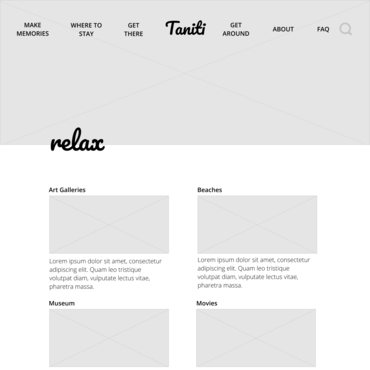 MAKE MEMORIES
WHERE TO STAY
GET THERE
Taniti
GET AROUND
ABOUT
FAQ
relax
Art Galleries
Beaches
Lorem ipsum dolor sit amet, consectetur
adipiscing elit. Quam leo tristique
volutpat diam, vulputate lectus vitae,
pharetra massa.
Lorem ipsum dolor sit amet, consectetur
adipiscing elit. Quam leo tristique
volutpat diam, vulputate lectus vitae,
pharetra massa.
Museum
Movies